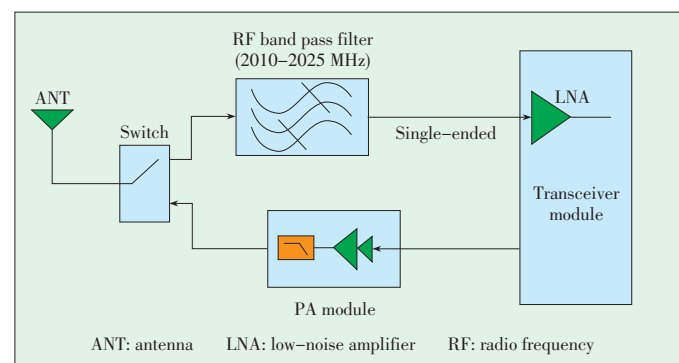 RF band pass filter
(2010–2025 MHz)
ANT
Switch
LNA
Single–ended
Transceiver
module
PA module
ANT: antenna LNA: low–noise amplifier RF: radio frequency